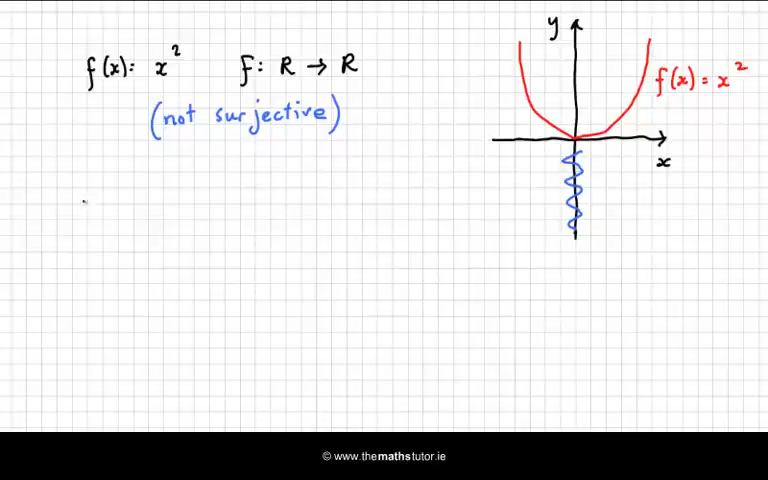 f(x) = x² f: R → R
(not surjective)
y
f(x) = x²
x
© www.themathstutor.ie